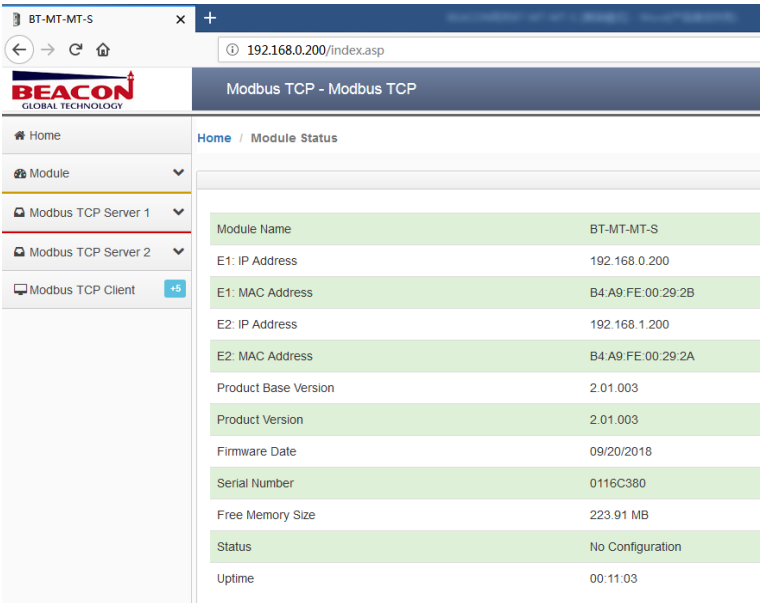 BT-MT-MT-S
192.168.0.200/index.asp
BEACON
GLOBAL TECHNOLOGY
Modbus TCP - Modbus TCP
Home
Module
Modbus TCP Server 1
Modbus TCP Server 2
Modbus TCP Client +5
Home / Module Status
Module Name BT-MT-MT-S
E1: IP Address 192.168.0.200
E1: MAC Address B4:A9:FE:00:29:2B
E2: IP Address 192.168.1.200
E2: MAC Address B4:A9:FE:00:29:2A
Product Base Version 2.01.003
Product Version 2.01.003
Firmware Date 09/20/2018
Serial Number 0116C380
Free Memory Size 223.91 MB
Status No Configuration
Uptime 00:11:03